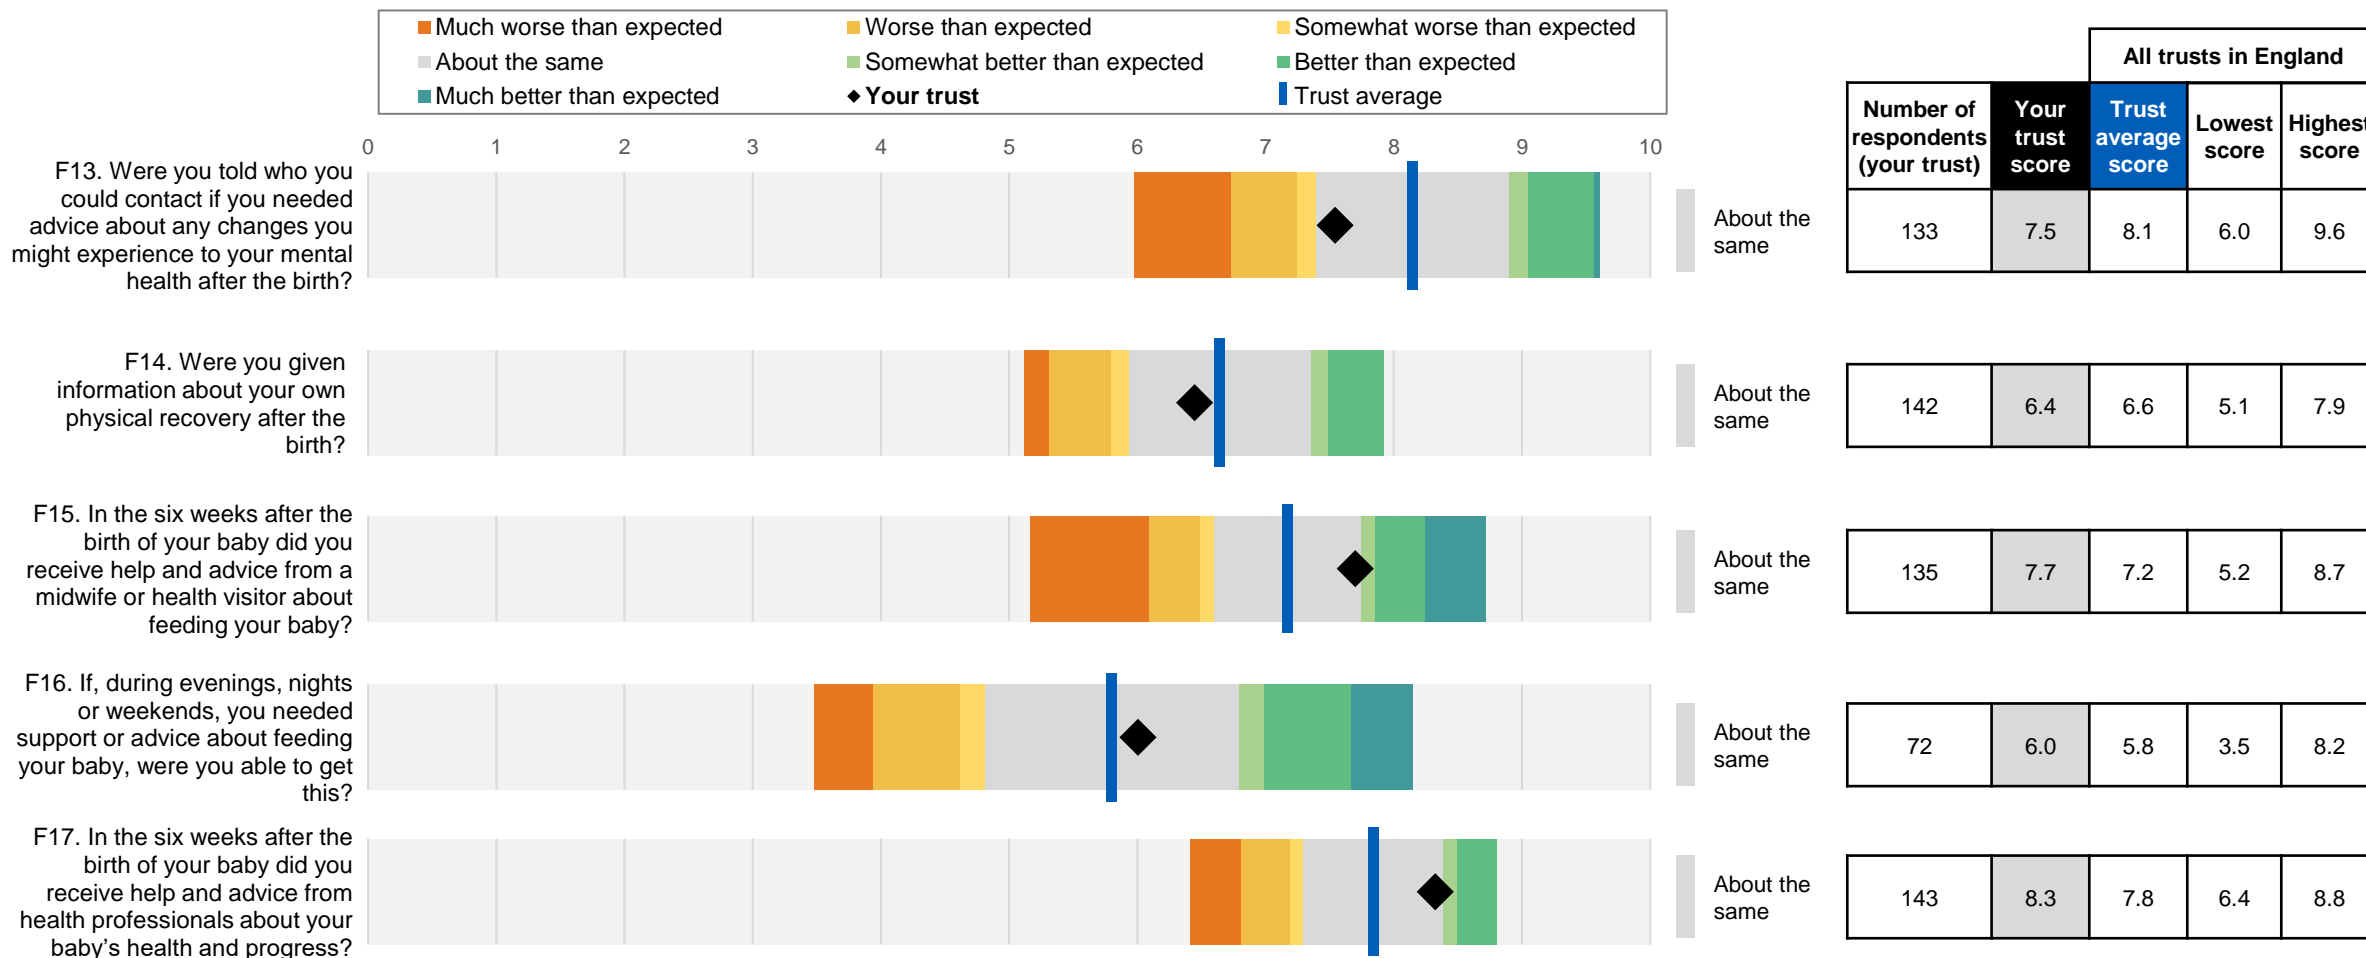 Much worse than expected
Worse than expected
Somewhat worse than expected
About the same
Somewhat better than expected
Better than expected
Much better than expected
Your trust
Trust average
All trusts in England
Number of
respondents
(your trust)
Your
trust
score
Trust
average
score
Lowest
score
Highest
score
0 1 2 3 4 5 6 7 8 9 10
F13. Were you told who you
could contact if you needed
advice about any changes you
might experience to your mental
health after the birth?
About the
same
133 7.5 8.1 6.0 9.6
F14. Were you given
information about your own
physical recovery after the
birth?
About the
same
142 6.4 6.6 5.1 7.9
F15. In the six weeks after the
birth of your baby did you
receive help and advice from a
midwife or health visitor about
feeding your baby?
About the
same
135 7.7 7.2 5.2 8.7
F16. If, during evenings, nights
or weekends, you needed
support or advice about feeding
your baby, were you able to get
this?
About the
same
72 6.0 5.8 3.5 8.2
F17. In the six weeks after the
birth of your baby did you
receive help and advice from
health professionals about your
baby’s health and progress?
About the
same
143 8.3 7.8 6.4 8.8